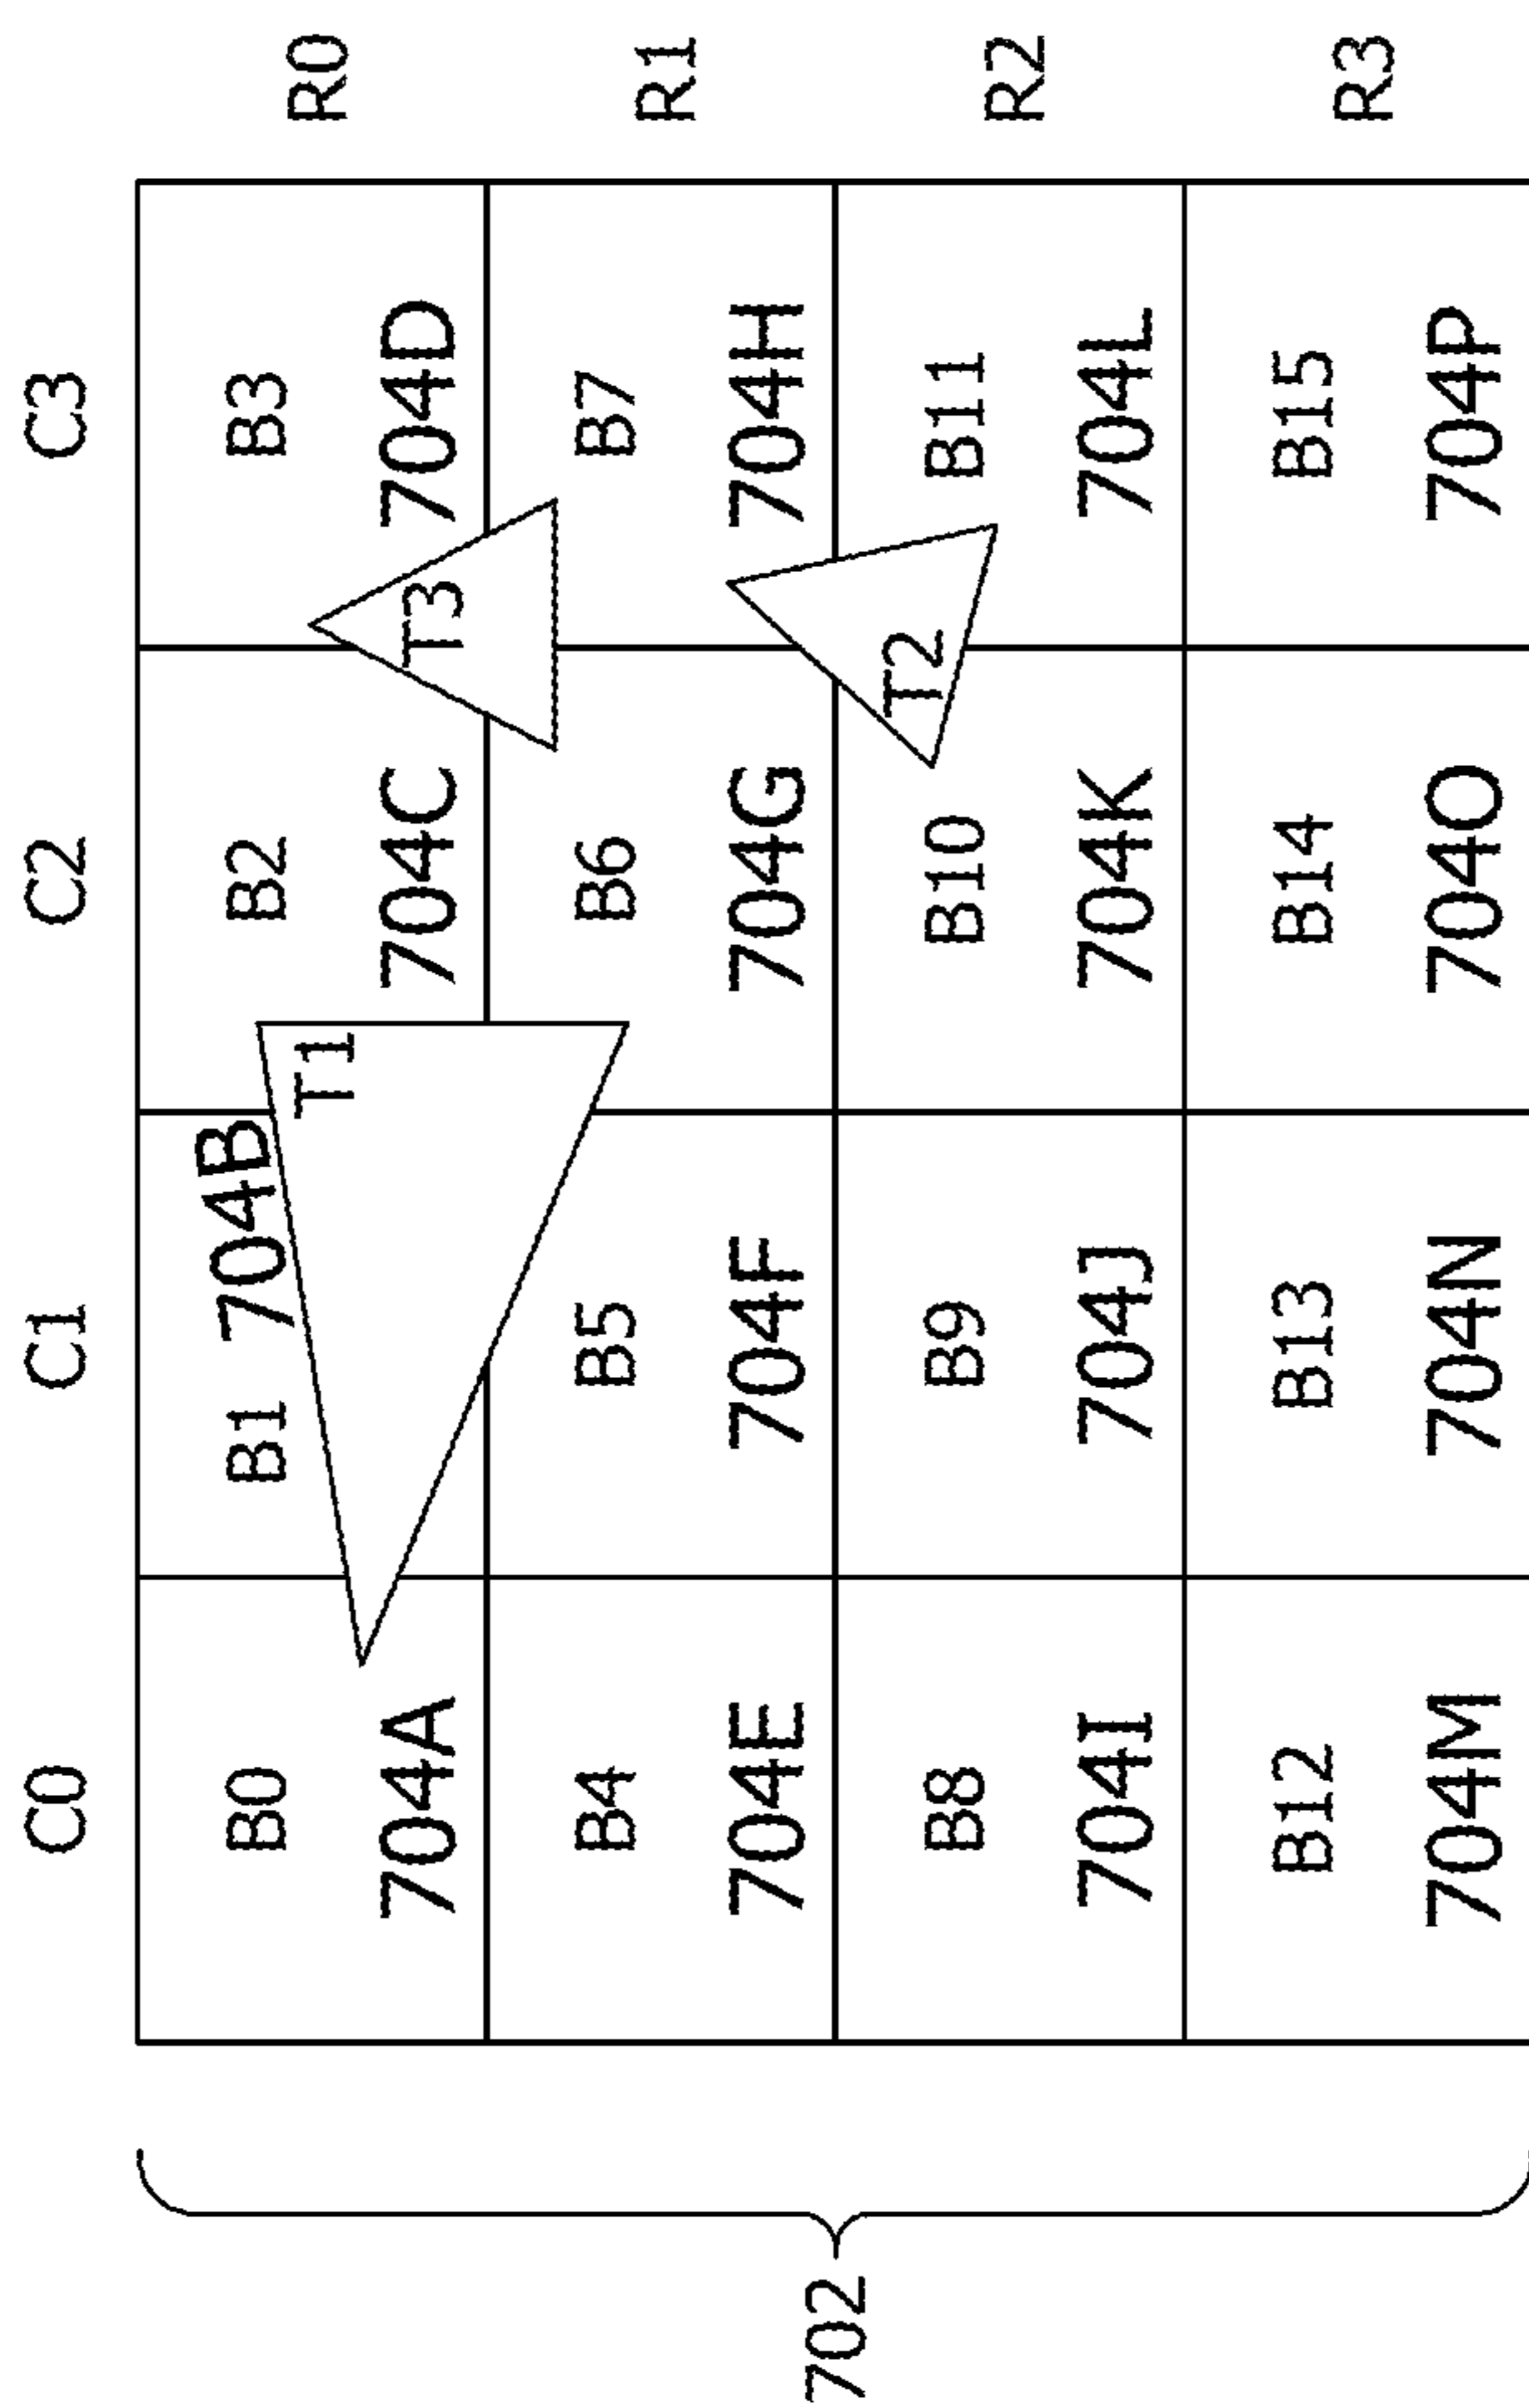 C0 C1 C2 C3
B0 B1 704B B2 B3 R0
T1
T3
704A 704C 704D
B4 B5 B6 B7 R1
704E 704F 704G 704H
702
B8 B9 B10 B11 R2
T2
704I 704J 704K 704L
B12 B13 B14 B15 R3
704M 704N 704O 704P